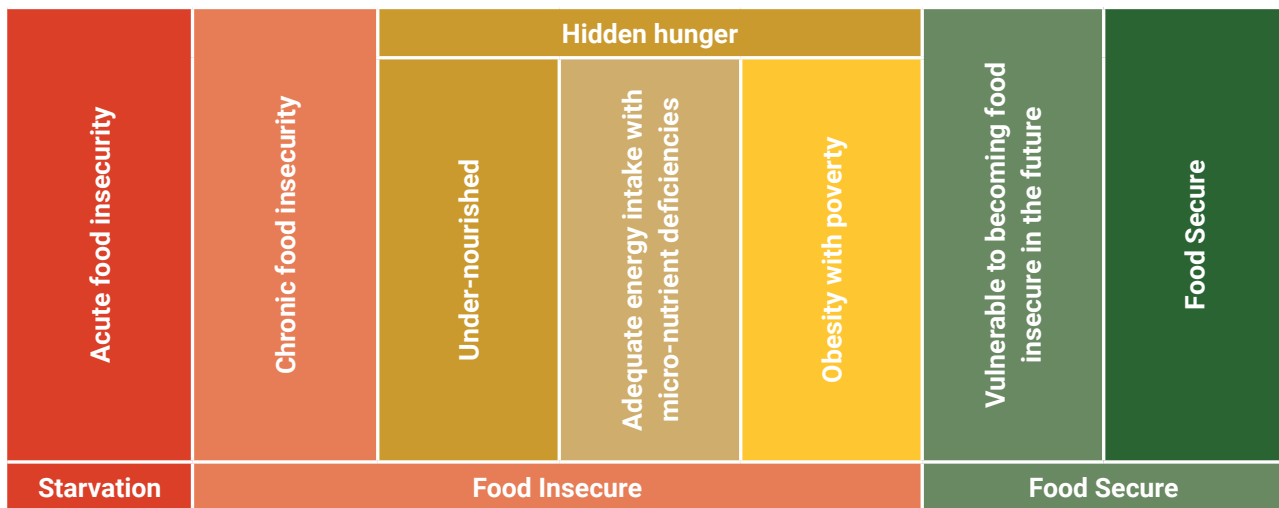 Hidden hunger
Acute food insecurity
Chronic food insecurity
Under-nourished
Adequate energy intake with
micro-nutrient deficiencies
Obesity with poverty
Vulnerable to becoming food
insecure in the future
Food Secure
Starvation
Food Insecure
Food Secure